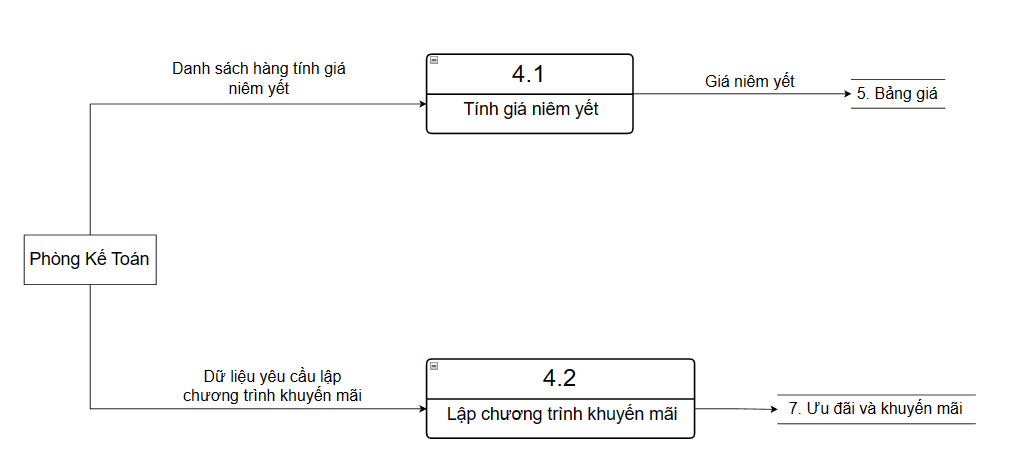 Danh sách hàng tính giá
niêm yết
4.1
Tính giá niêm yết
Giá niêm yết
5. Bảng giá
Phòng Kế Toán
Dữ liệu yêu cầu lập
chương trình khuyến mãi
4.2
Lập chương trình khuyến mãi
7. Ưu đãi và khuyến mãi